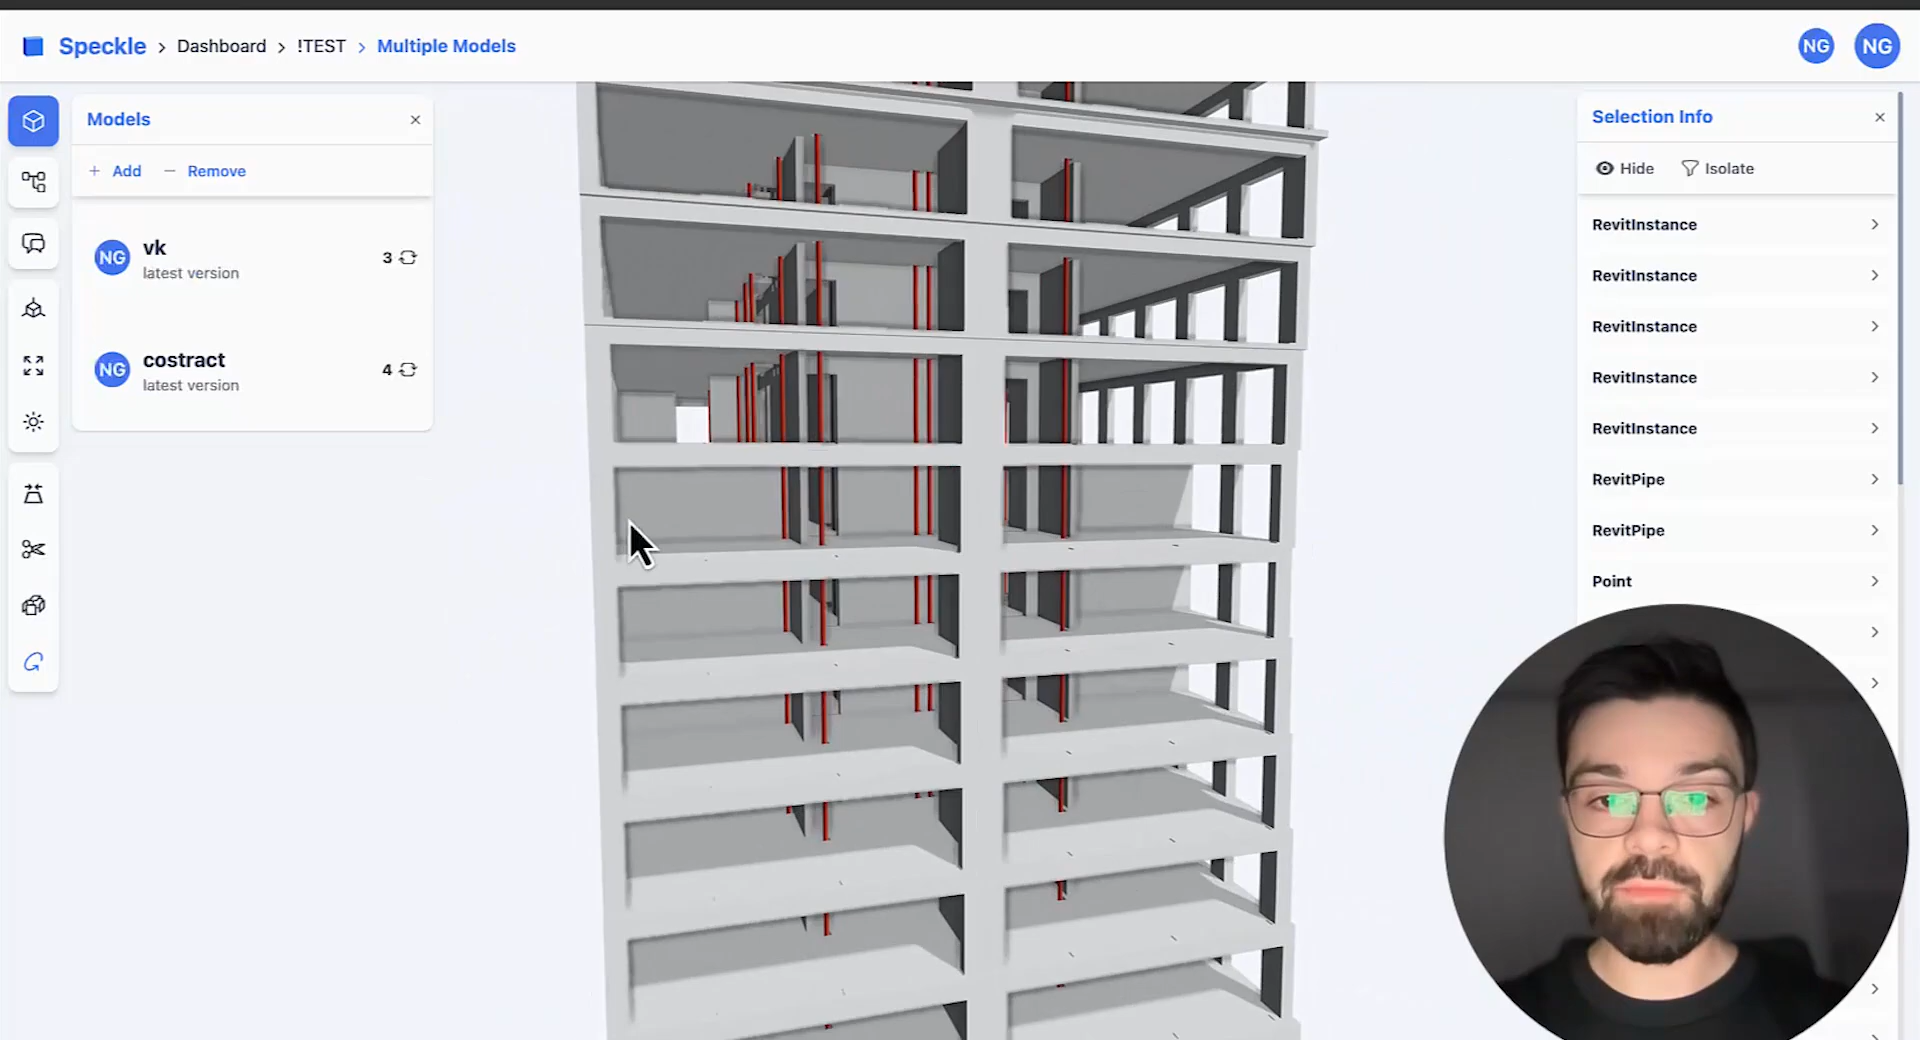 Speckle > Dashboard > !TEST > Multiple Models
NG NG
Models ×
+ Add − Remove
NG vk 3
latest version
NG costract 4
latest version
Selection Info ×
Hide Isolate
RevitInstance
RevitInstance
RevitInstance
RevitInstance
RevitInstance
RevitPipe
RevitPipe
Point